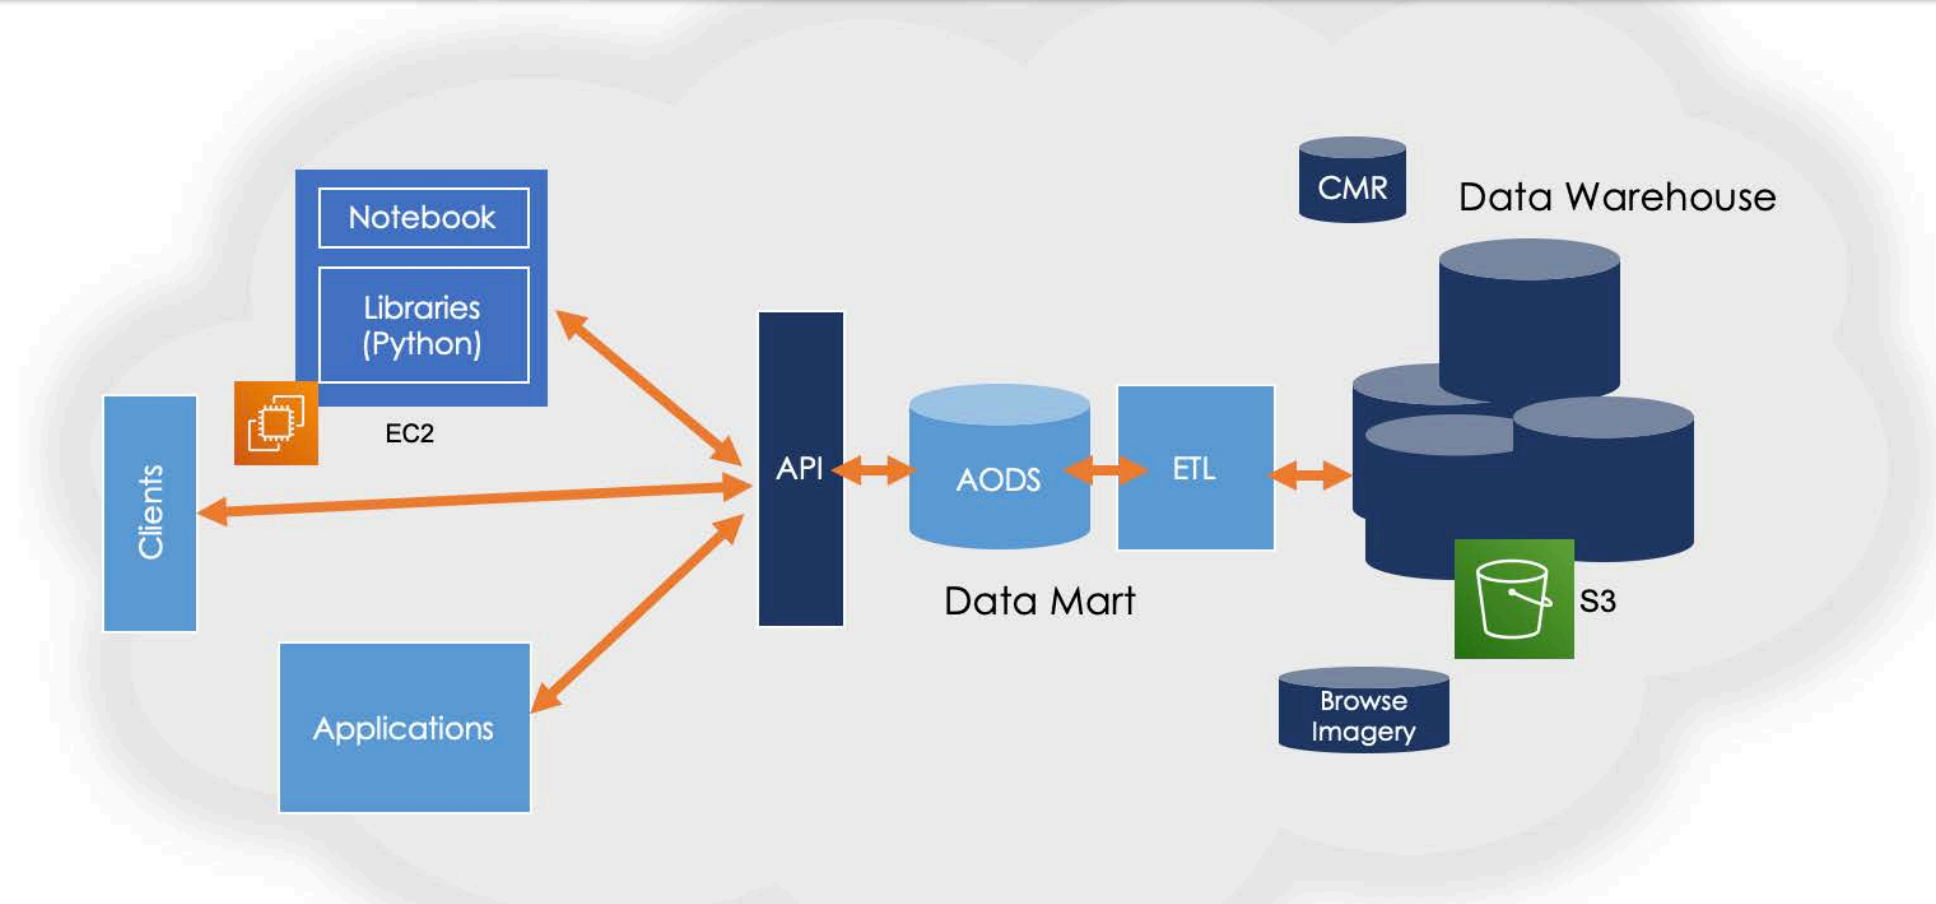 CMR
Data Warehouse
Notebook
Libraries
(Python)
EC2
Clients
API
AODS
ETL
Data Mart
S3
Browse
Imagery
Applications